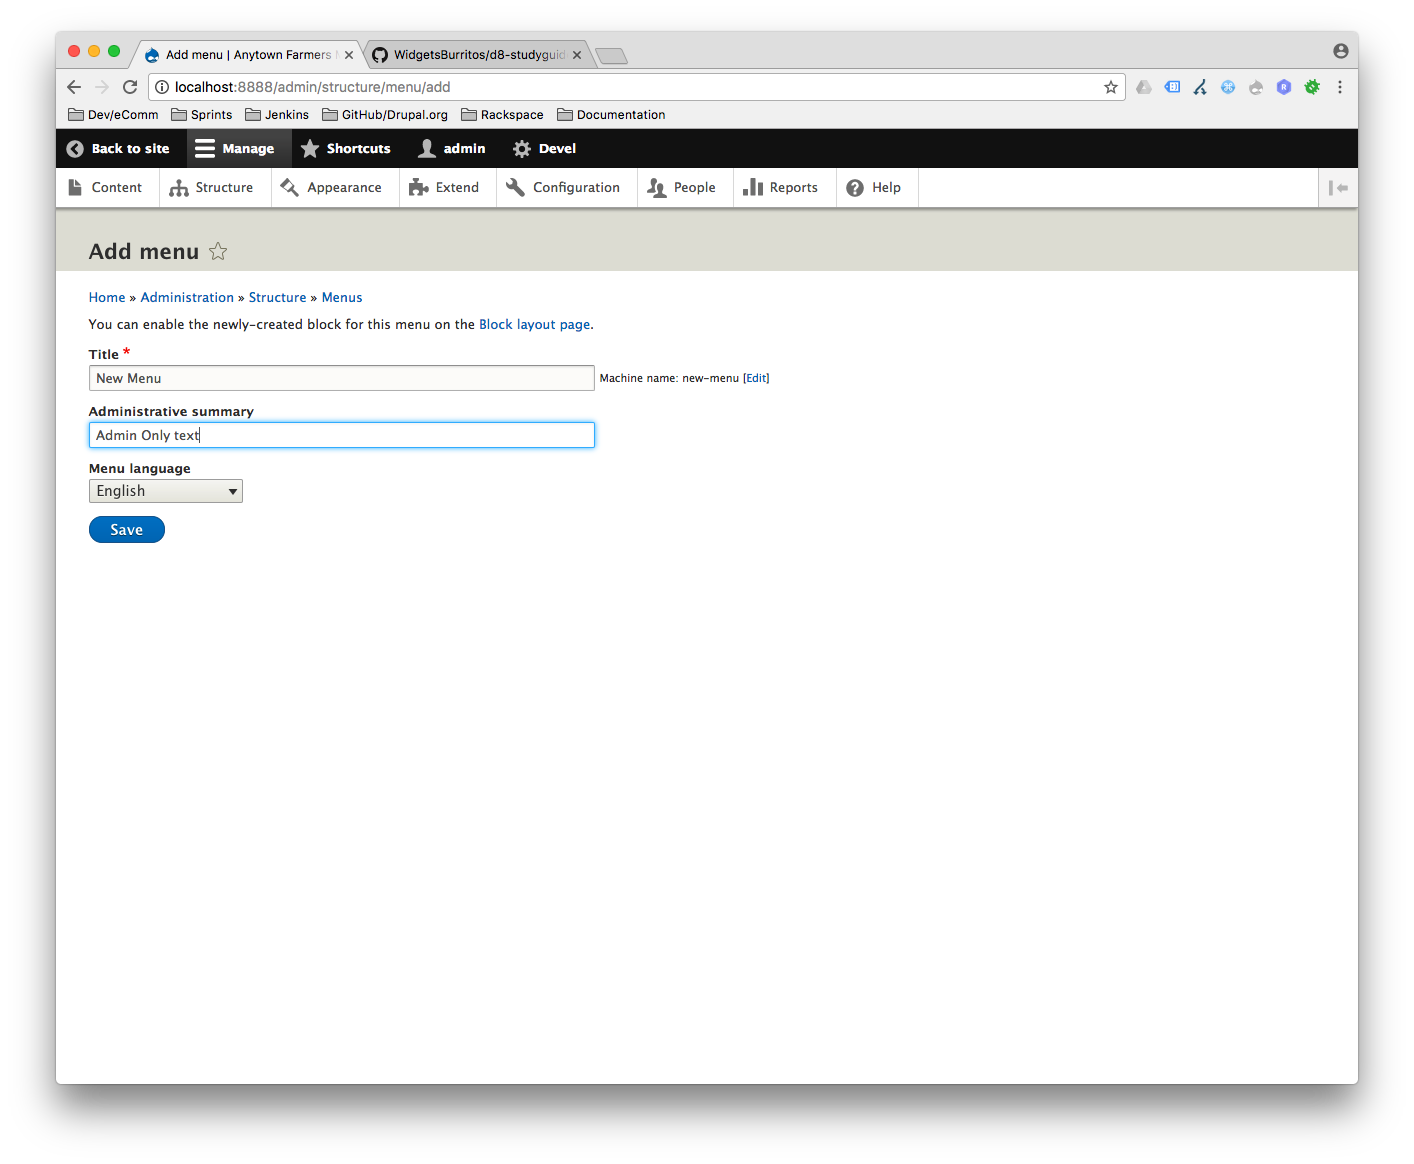 Add menu | Anytown Farmers
WidgetsBurritos/d8-studyguid
localhost:8888/admin/structure/menu/add
Dev/eComm Sprints Jenkins GitHub/Drupal.org Rackspace Documentation
Back to site Manage Shortcuts admin Devel
Content Structure Appearance Extend Configuration People Reports Help
Add menu
Home » Administration » Structure » Menus
You can enable the newly-created block for this menu on the Block layout page.
Title *
New Menu
Machine name: new-menu [Edit]
Administrative summary
Admin Only text
Menu language
English
Save